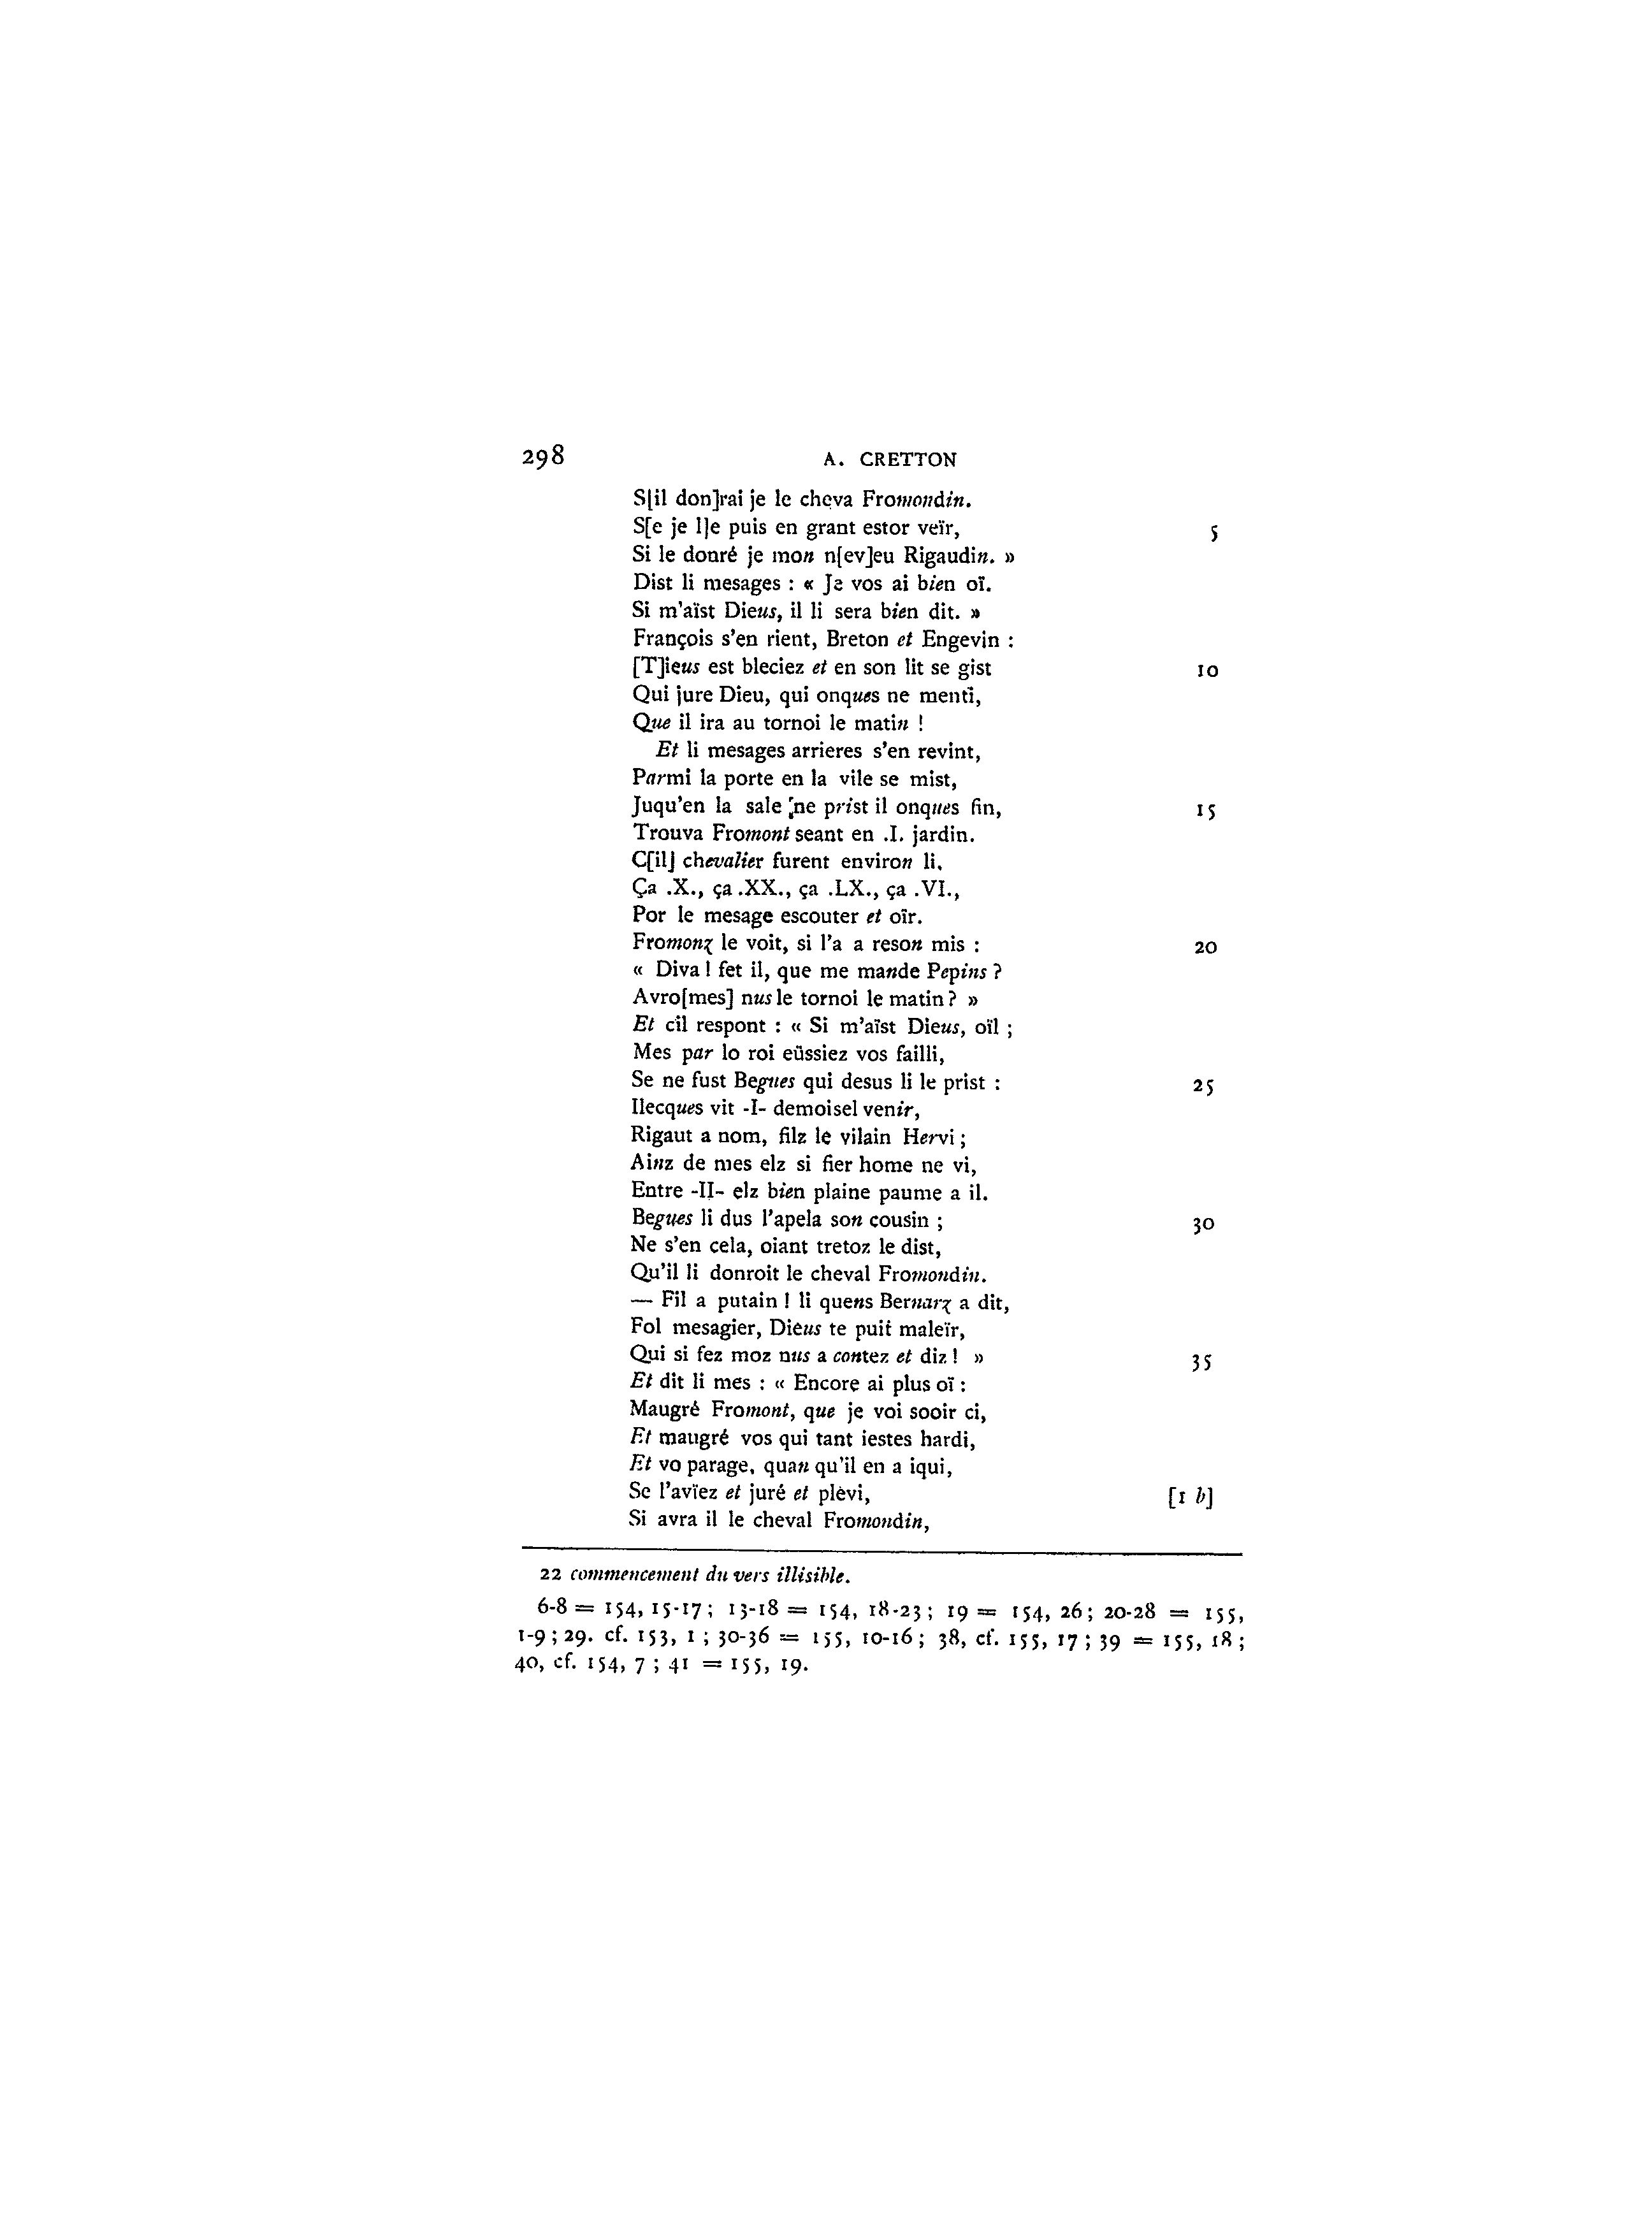 298 A. CRETTON
S[il don]rai je le cheva Fromondin.
S[e je l]e puis en grant estor veïr, 5
Si le donré je mon n[ev]eu Rigaudin. »
Dist li mesages : « Je vos ai bien oï.
Si m'aïst Dieus, il li sera bien dit. »
François s'en rient, Breton et Engevin :
[T]ieus est bleciez et en son lit se gist 10
Qui jure Dieu, qui onques ne menti,
Que il ira au tornoi le matin !
Et li mesages arrieres s'en revint,
Parmi la porte en la vile se mist,
Juqu'en la sale ne prist il onques fin, 15
Trouva Fromont seant en .I. jardin.
C[il] chevalier furent environ li,
Ça .X., ça .XX., ça .LX., ça .VI.,
Por le mesage escouter et oïr.
Fromonz le voit, si l'a a reson mis : 20
« Diva ! fet il, que me mande Pepins ?
Avro[mes] nus le tornoi le matin ? »
Et cil respont : « Si m'aïst Dieus, oïl ;
Mes par lo roi eüssiez vos failli,
Se ne fust Begues qui desus li le prist : 25
Ilecques vit -I- demoisel venir,
Rigaut a nom, filz le vilain Hervi ;
Ainz de mes elz si fier home ne vi,
Entre -II- elz bien plaine paume a il.
Begues li dus l'apela son cousin ; 30
Ne s'en cela, oiant tretoz le dist,
Qu'il li donroit le cheval Fromondin.
— Fil a putain ! li quens Bernarz a dit,
Fol mesagier, Dieus te puit maleïr,
Qui si fez moz nus a contez et diz ! » 35
Et dit li mes : « Encore ai plus oï :
Maugré Fromont, que je voi sooir ci,
Et maugré vos qui tant iestes hardi,
Et vo parage, quan qu'il en a iqui,
Se l'avïez et juré et plevi, [1 b]
Si avra il le cheval Fromondin,
22 commencement du vers illisible.
6-8 = 154, 15-17 ; 13-18 = 154, 18-23 ; 19 = 154, 26 ; 20-28 = 155,
1-9 ; 29. cf. 153, 1 ; 30-36 = 155, 10-16 ; 38, cf. 155, 17 ; 39 = 155, 18 ;
40, cf. 154, 7 ; 41 = 155, 19.